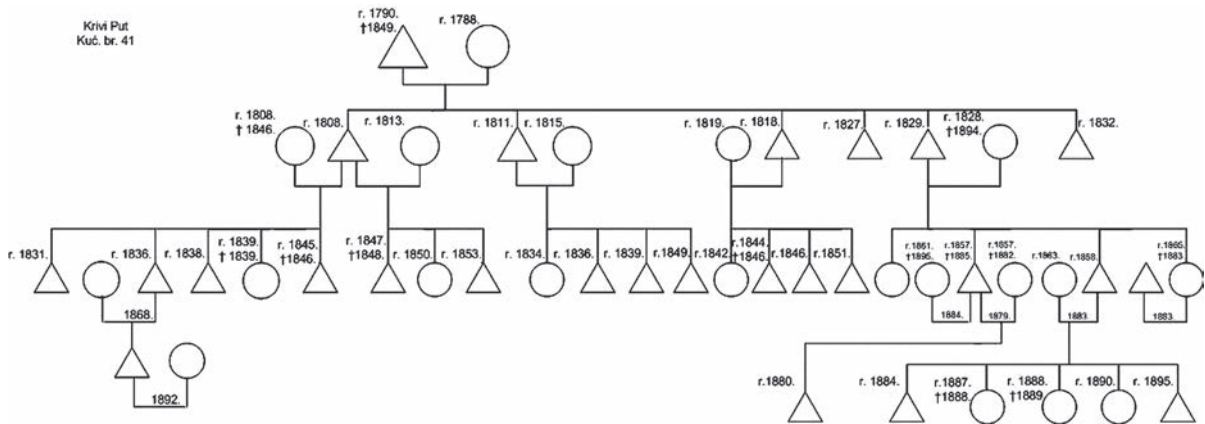 Krivi Put
Kuć. br. 41
r. 1790.
†1849.
r. 1788.
r. 1808.
† 1846.
r. 1808.
r. 1813.
r. 1811.
r. 1815.
r. 1819.
r. 1818.
r. 1827.
r. 1829.
r. 1828.
†1894.
r. 1832.
r. 1831.
r. 1836.
r. 1838.
r. 1839.
† 1839.
r. 1845.
†1846.
r. 1847.
†1848.
r. 1850.
r. 1853.
r. 1834.
r. 1836.
r. 1839.
r. 1849.
r. 1842.
r. 1844.
†1846.
r. 1846.
r. 1851.
r.1861.
†1895.
r.1857.
†1885.
r.1857.
†1882.
r.1863.
r.1858.
r.1865.
†1883.
1868.
1884.
1879.
1883.
1883.
1892.
r.1880.
r. 1884.
r.1887.
†1888.
r. 1888.
†1889.
r. 1890.
r. 1895.